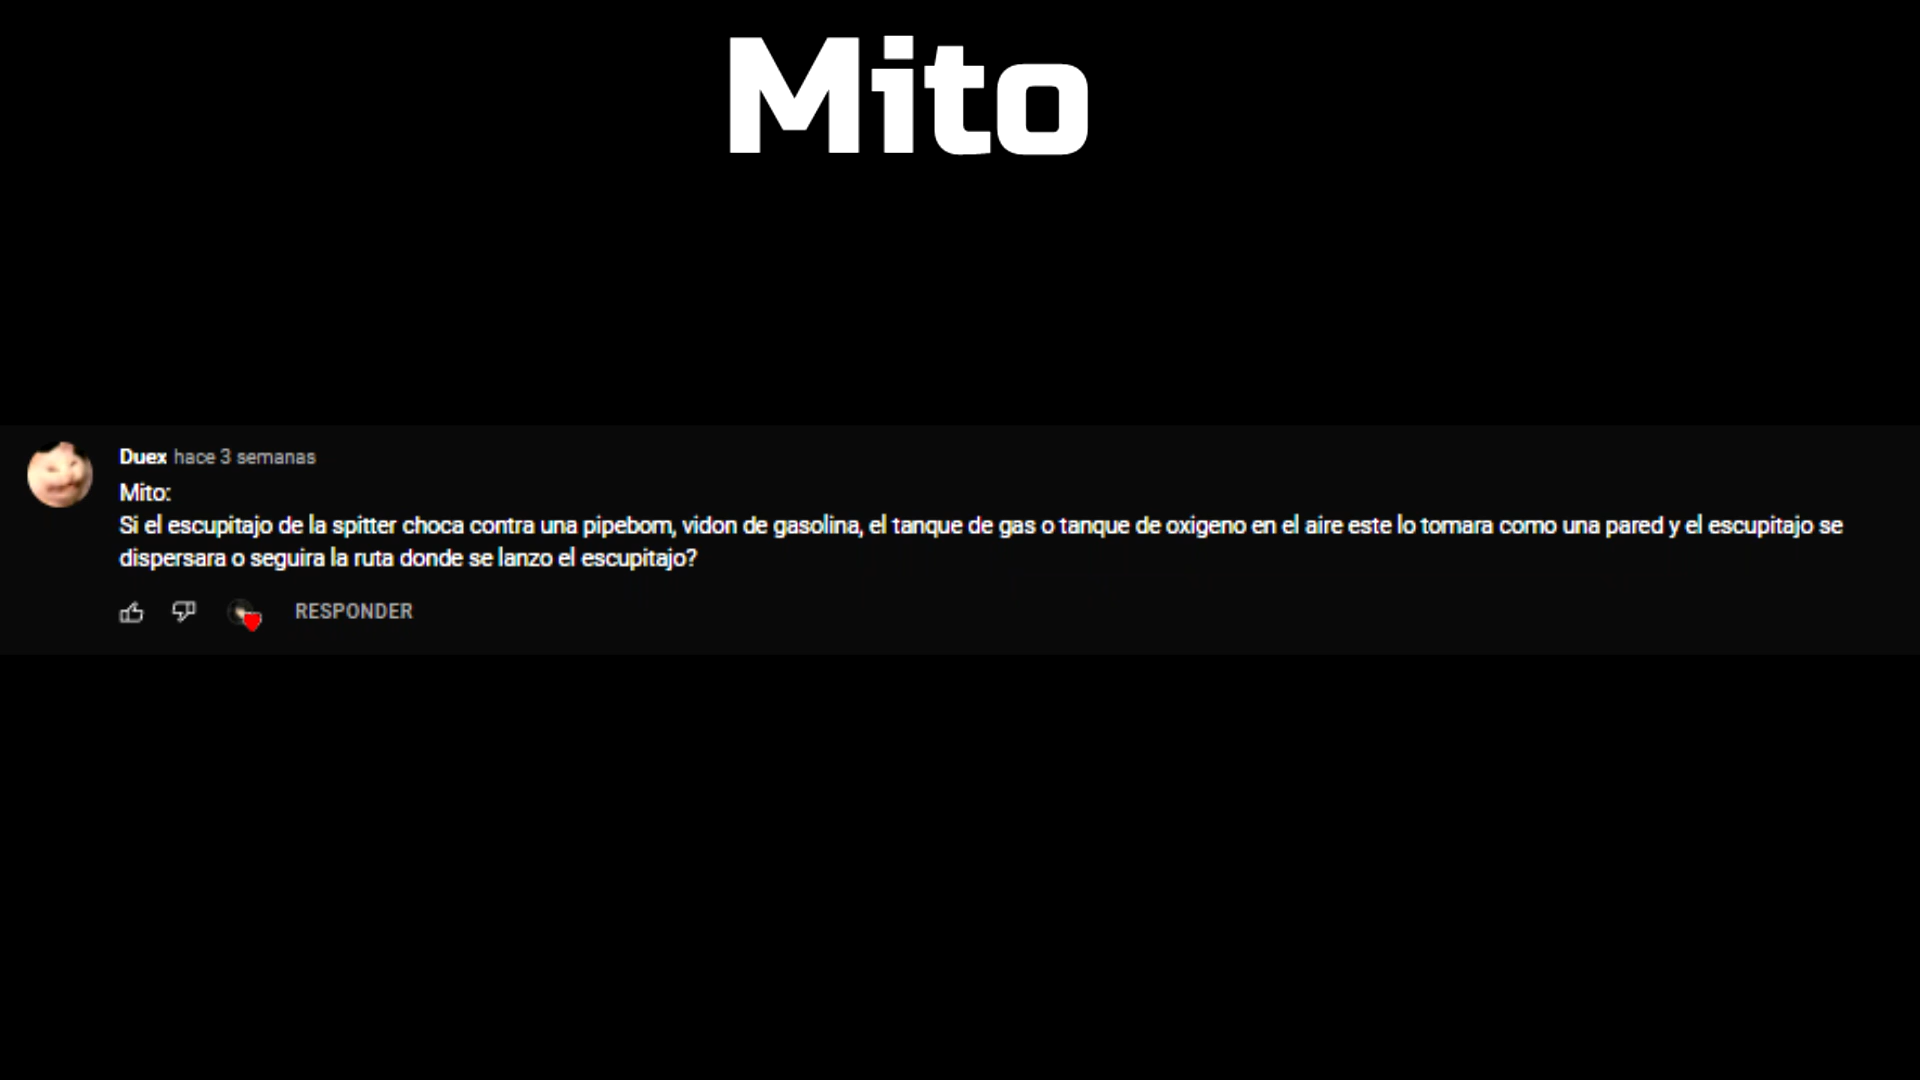 Mito
Duex hace 3 semanas
Mito:
Si el escupitajo de la spitter choca contra una pipebom, vidon de gasolina, el tanque de gas o tanque de oxigeno en el aire este lo tomara como una pared y el escupitajo se
dispersara o seguira la ruta donde se lanzo el escupitajo?
RESPONDER